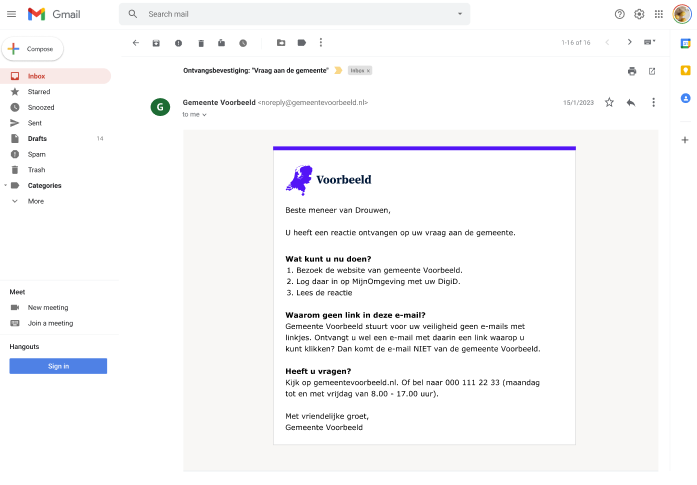 Gmail
Search mail
Compose
1-16 of 16
Inbox
Starred
Snoozed
Sent
Drafts 14
Spam
Trash
Categories
More
Meet
New meeting
Join a meeting
Hangouts
Sign in
Ontvangsbevestiging: "Vraag aan de gemeente" Inbox x
G
Gemeente Voorbeeld <noreply@gemeentevoorbeeld.nl> 15/1/2023
to me
Voorbeeld
Beste meneer van Drouwen,
U heeft een reactie ontvangen op uw vraag aan de gemeente.
Wat kunt u nu doen?
1. Bezoek de website van gemeente Voorbeeld.
2. Log daar in op MijnOmgeving met uw DigiD.
3. Lees de reactie
Waarom geen link in deze e-mail?
Gemeente Voorbeeld stuurt voor uw veiligheid geen e-mails met
linkjes. Ontvangt u wel een e-mail met daarin een link waarop u
kunt klikken? Dan komt de e-mail NIET van de gemeente Voorbeeld.
Heeft u vragen?
Kijk op gemeentevoorbeeld.nl. Of bel naar 000 111 22 33 (maandag
tot en met vrijdag van 8.00 - 17.00 uur).
Met vriendelijke groet,
Gemeente Voorbeeld